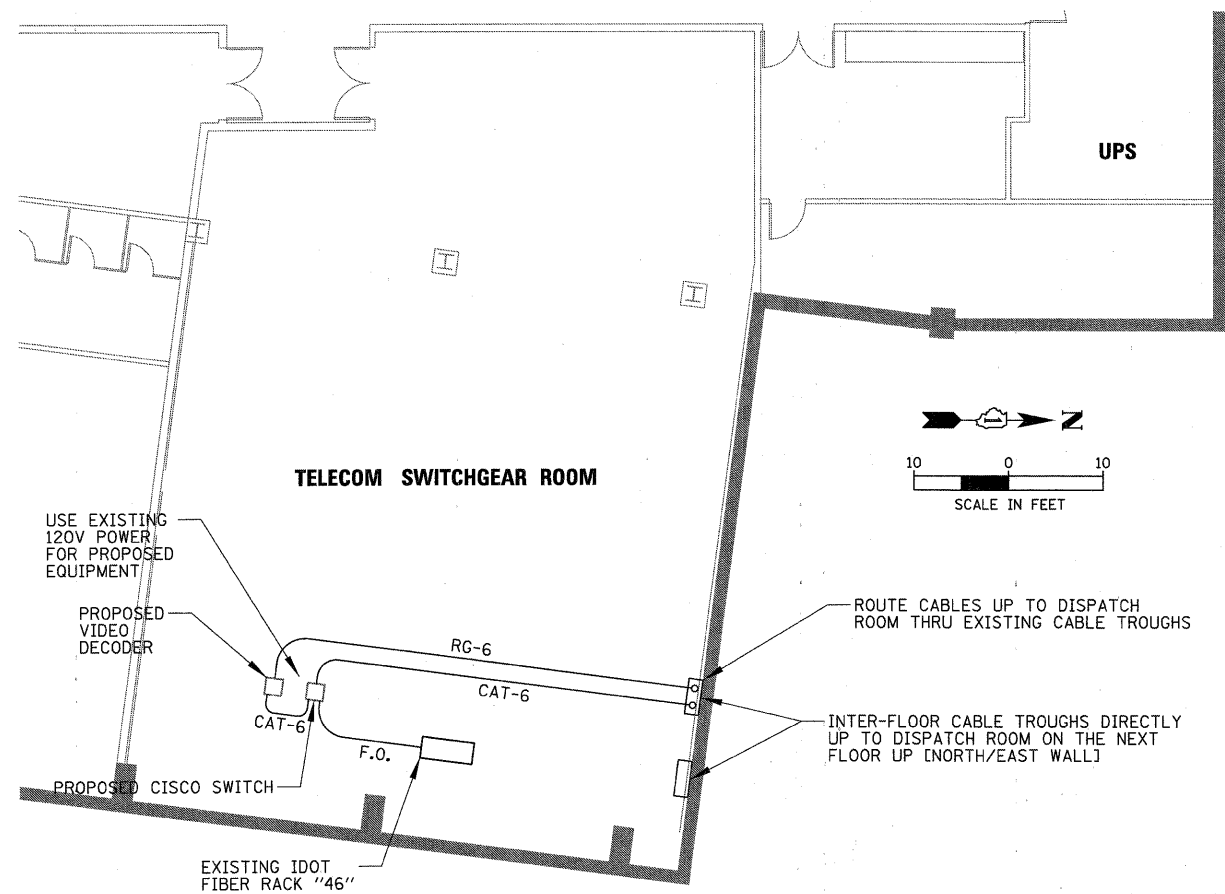 UPS
N
10 0 10
SCALE IN FEET
TELECOM SWITCHGEAR ROOM
USE EXISTING
120V POWER
FOR PROPOSED
EQUIPMENT
PROPOSED
VIDEO
DECODER
RG-6
CAT-6
CAT-6
F.O.
ROUTE CABLES UP TO DISPATCH
ROOM THRU EXISTING CABLE TROUGHS
INTER-FLOOR CABLE TROUGHS DIRECTLY
UP TO DISPATCH ROOM ON THE NEXT
FLOOR UP [NORTH/EAST WALL]
PROPOSED CISCO SWITCH
EXISTING IDOT
FIBER RACK "46"